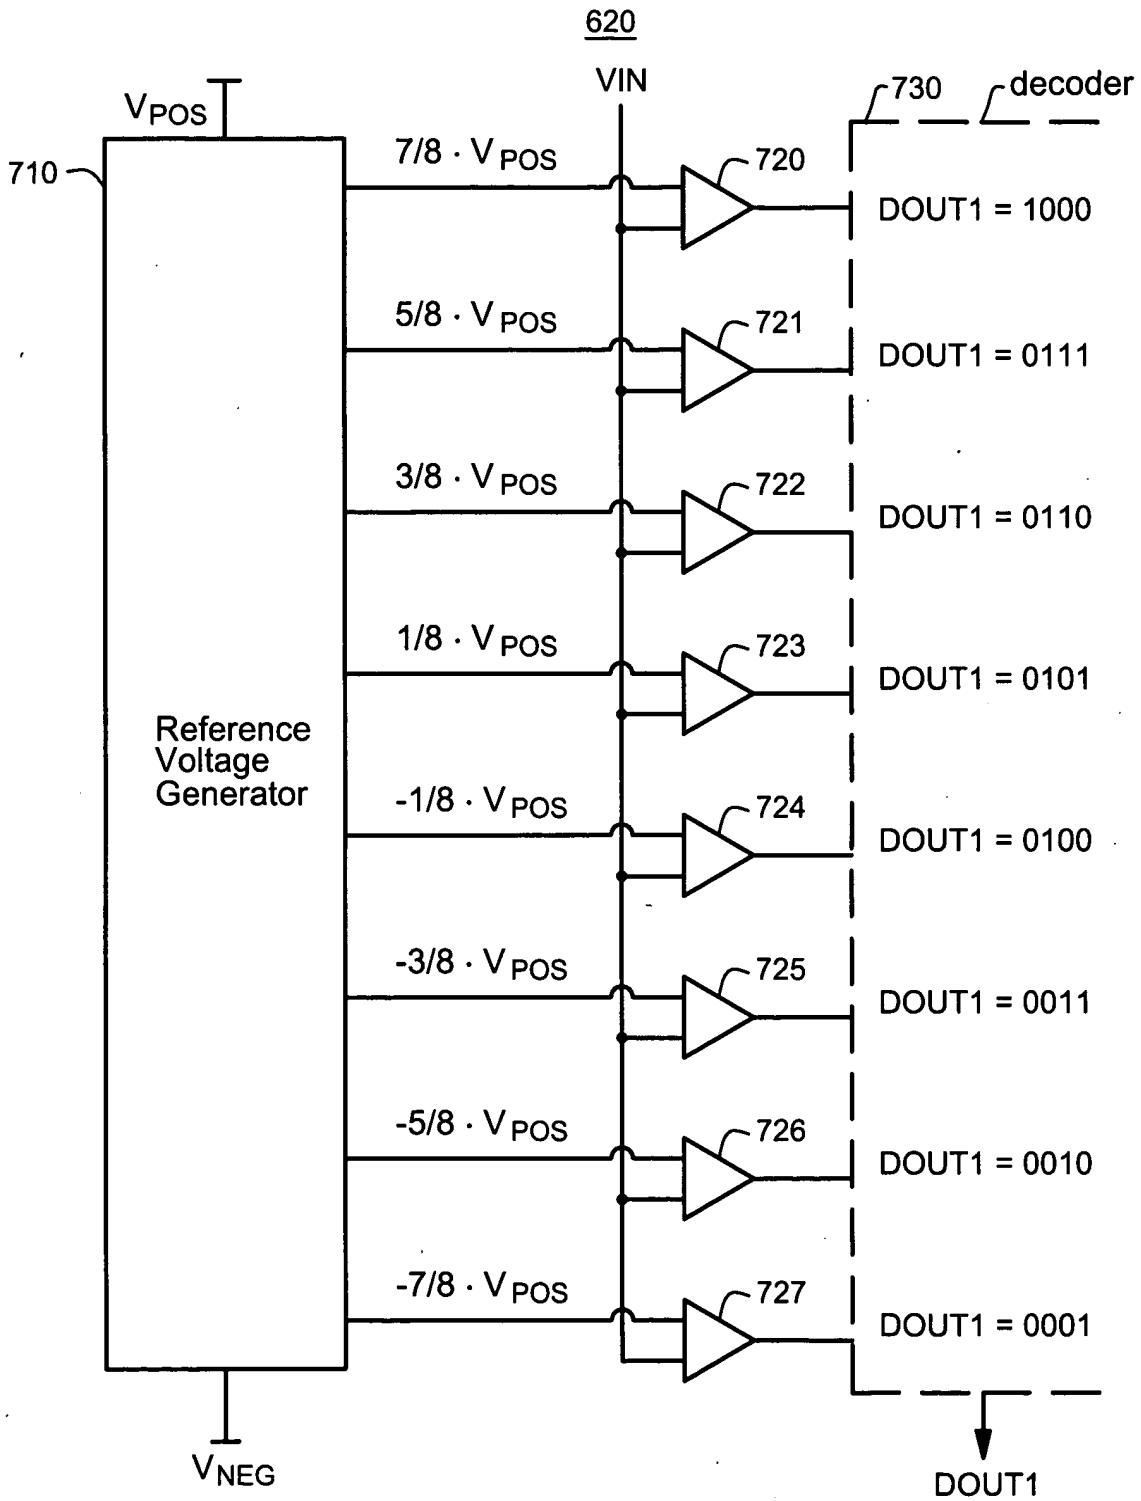 620
VIN
730
decoder
VPOS
710
7/8 · VPOS
720
DOUT1 = 1000
5/8 · VPOS
721
DOUT1 = 0111
3/8 · VPOS
722
DOUT1 = 0110
1/8 · VPOS
723
DOUT1 = 0101
Reference
Voltage
Generator
-1/8 · VPOS
724
DOUT1 = 0100
-3/8 · VPOS
725
DOUT1 = 0011
-5/8 · VPOS
726
DOUT1 = 0010
-7/8 · VPOS
727
DOUT1 = 0001
VNEG
DOUT1